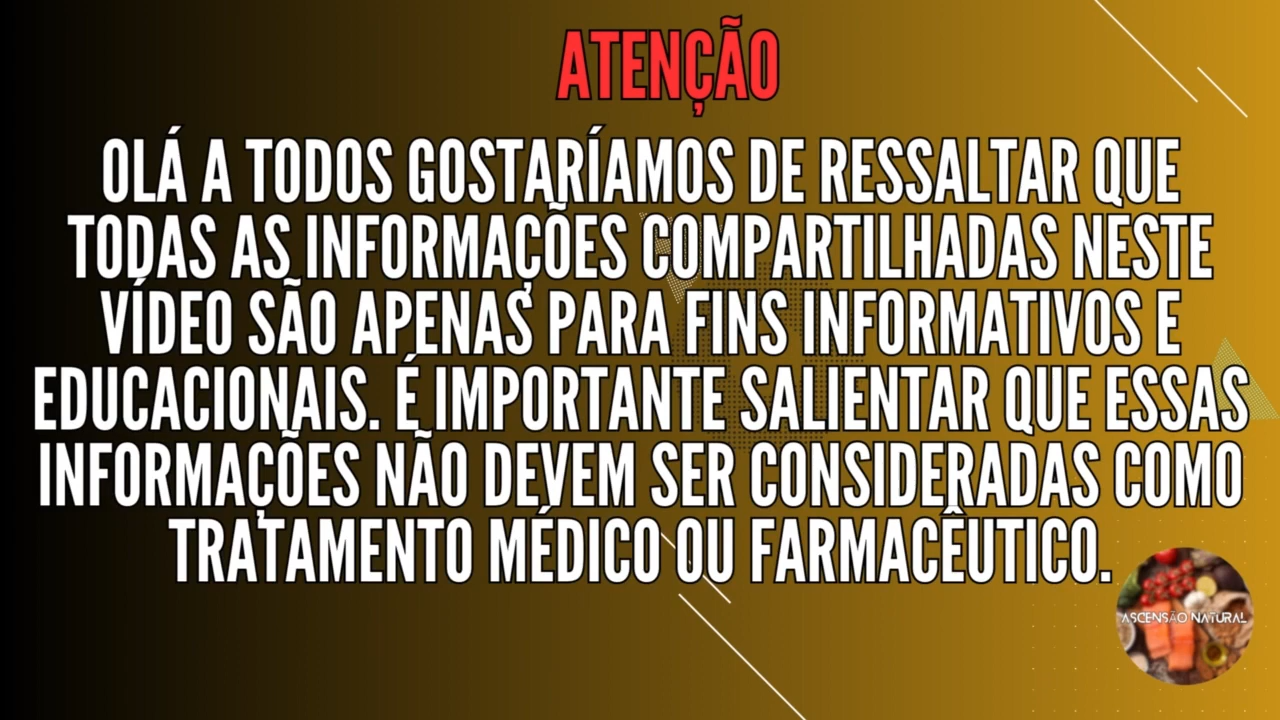 ATENÇÃO
OLÁ A TODOS GOSTARÍAMOS DE RESSALTAR QUE
TODAS AS INFORMAÇÕES COMPARTILHADAS NESTE
VÍDEO SÃO APENAS PARA FINS INFORMATIVOS E
EDUCACIONAIS. É IMPORTANTE SALIENTAR QUE ESSAS
INFORMAÇÕES NÃO DEVEM SER CONSIDERADAS COMO
TRATAMENTO MÉDICO OU FARMACÊUTICO.
ASCENSÃO NATURAL